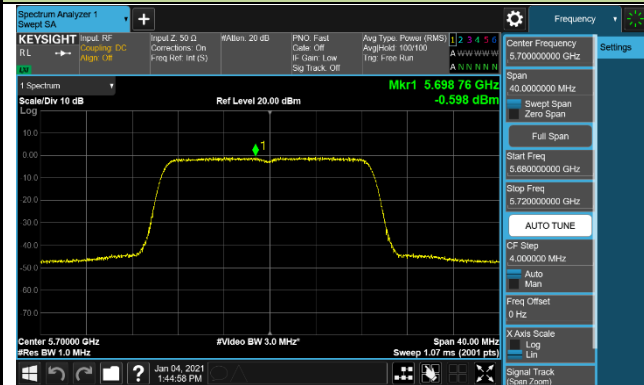 Spectrum Analyzer 1
Swept SA
+
Frequency
KEYSIGHT
RL
Input: RF
Coupling: DC
Align: Off
Input Z: 50 Ω
Corrections: On
Freq Ref: Int (S)
#Atten: 20 dB
PNO: Fast
Gate: Off
IF Gain: Low
Sig Track: Off
Avg Type: Power (RMS)
Avg|Hold: 100/100
Trig: Free Run
1 2 3 4 5 6
A W W W W W
A N N N N N
Settings
Center Frequency
5.700000000 GHz
Span
40.0000000 MHz
Swept Span
Zero Span
Full Span
Start Freq
5.680000000 GHz
Stop Freq
5.720000000 GHz
AUTO TUNE
CF Step
4.000000 MHz
Auto
Man
Freq Offset
0 Hz
X Axis Scale
Log
Lin
Signal Track
(Span Zoom)
1 Spectrum
Scale/Div 10 dB
Log
Ref Level 20.00 dBm
Mkr1 5.698 76 GHz
-0.598 dBm
10.0
0.00
-10.0
-20.0
-30.0
-40.0
-50.0
-60.0
-70.0
1
Center 5.70000 GHz
#Res BW 1.0 MHz
#Video BW 3.0 MHz*
Span 40.00 MHz
Sweep 1.07 ms (2001 pts)
?
Jan 04, 2021
1:44:58 PM